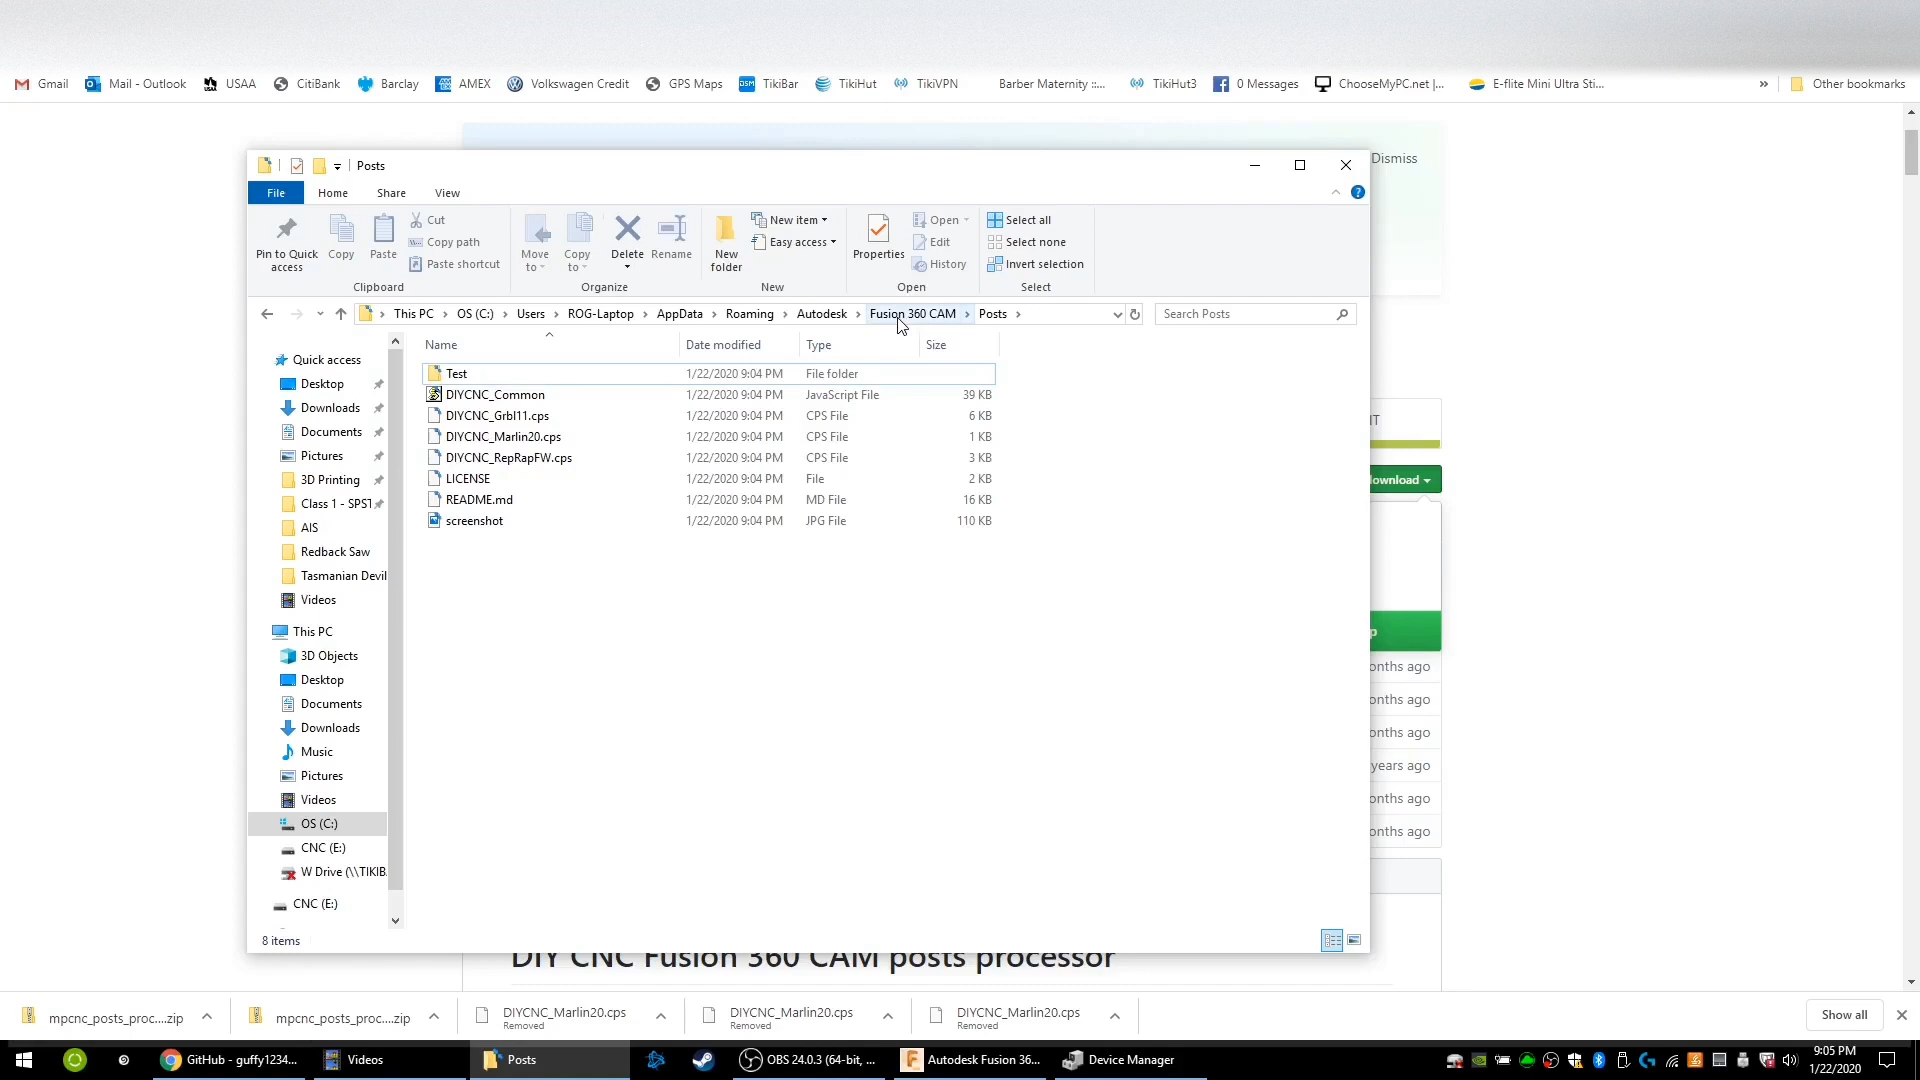 Gmail Mail - Outlook USAA CitiBank Barclay AMEX Volkswagen Credit GPS Maps TikiBar TikiHut TikiVPN Barber Maternity ::... TikiHut3 0 Messages ChooseMyPC.net |... E-flite Mini Ultra Sti... » Other bookmarks
Dismiss
Posts
File Home Share View
Pin to Quick access
Copy
Paste
Cut
Copy path
Paste shortcut
Clipboard
Move to
Copy to
Delete
Rename
Organize
New folder
New item
Easy access
New
Properties
Open
Edit
History
Open
Select all
Select none
Invert selection
Select
This PC > OS (C:) > Users > ROG-Laptop > AppData > Roaming > Autodesk > Fusion 360 CAM > Posts >
Search Posts
Name Date modified Type Size
Test 1/22/2020 9:04 PM File folder
DIYCNC_Common 1/22/2020 9:04 PM JavaScript File 39 KB
DIYCNC_Grbl11.cps 1/22/2020 9:04 PM CPS File 6 KB
DIYCNC_Marlin20.cps 1/22/2020 9:04 PM CPS File 1 KB
DIYCNC_RepRapFW.cps 1/22/2020 9:04 PM CPS File 3 KB
LICENSE 1/22/2020 9:04 PM File 2 KB
README.md 1/22/2020 9:04 PM MD File 16 KB
screenshot 1/22/2020 9:04 PM JPG File 110 KB
Quick access
Desktop
Downloads
Documents
Pictures
3D Printing
Class 1 - SPST
AIS
Redback Saw
Tasmanian Devil
Videos
This PC
3D Objects
Desktop
Documents
Downloads
Music
Pictures
Videos
OS (C:)
CNC (E:)
W Drive (\\TIKIB
CNC (E:)
8 items
IT
ownload
p
onths ago
onths ago
onths ago
years ago
onths ago
onths ago
DIY CNC Fusion 360 CAM posts processor
mpcnc_posts_proc....zip
mpcnc_posts_proc....zip
DIYCNC_Marlin20.cps
Removed
DIYCNC_Marlin20.cps
Removed
DIYCNC_Marlin20.cps
Removed
Show all
GitHub - guffy1234... Videos Posts OBS 24.0.3 (64-bit, ... Autodesk Fusion 36... Device Manager
9:05 PM
1/22/2020